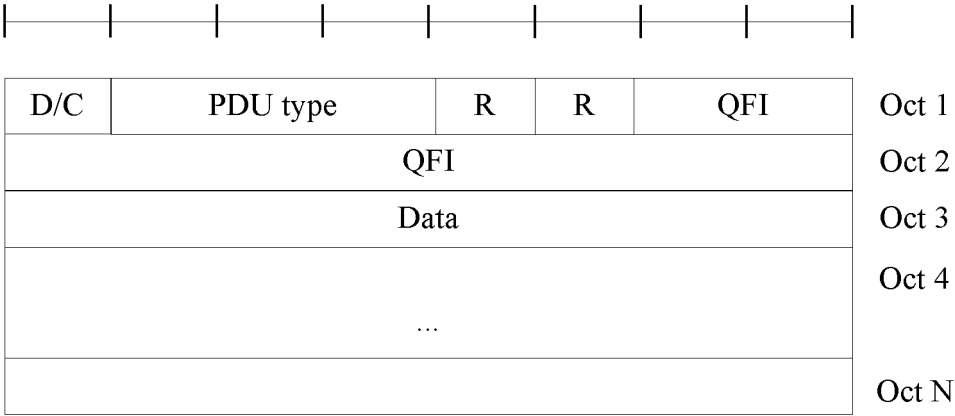 D/C PDU type R R QFI Oct 1
QFI Oct 2
Data Oct 3
Oct 4
...
Oct N